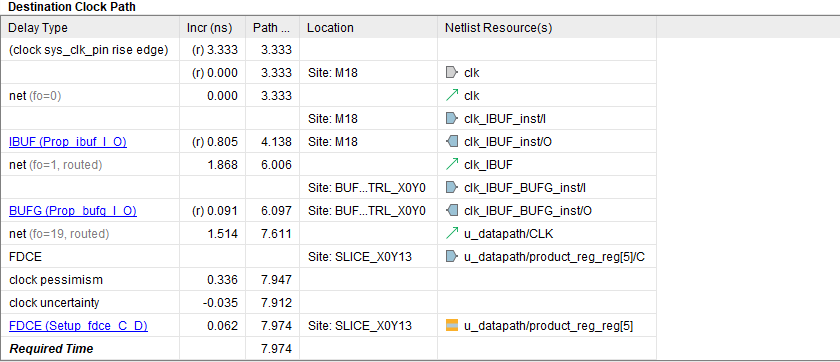 Destination Clock Path
Delay Type Incr (ns) Path ... Location Netlist Resource(s)
(clock sys_clk_pin rise edge) (r) 3.333 3.333
(r) 0.000 3.333 Site: M18 clk
net (fo=0) 0.000 3.333 clk
Site: M18 clk_IBUF_inst/I
IBUF (Prop_ibuf_I_O) (r) 0.805 4.138 Site: M18 clk_IBUF_inst/O
net (fo=1, routed) 1.868 6.006 clk_IBUF
Site: BUF...TRL_X0Y0 clk_IBUF_BUFG_inst/I
BUFG (Prop_bufg_I_O) (r) 0.091 6.097 Site: BUF...TRL_X0Y0 clk_IBUF_BUFG_inst/O
net (fo=19, routed) 1.514 7.611 u_datapath/CLK
FDCE Site: SLICE_X0Y13 u_datapath/product_reg_reg[5]/C
clock pessimism 0.336 7.947
clock uncertainty -0.035 7.912
FDCE (Setup_fdce_C_D) 0.062 7.974 Site: SLICE_X0Y13 u_datapath/product_reg_reg[5]
Required Time 7.974